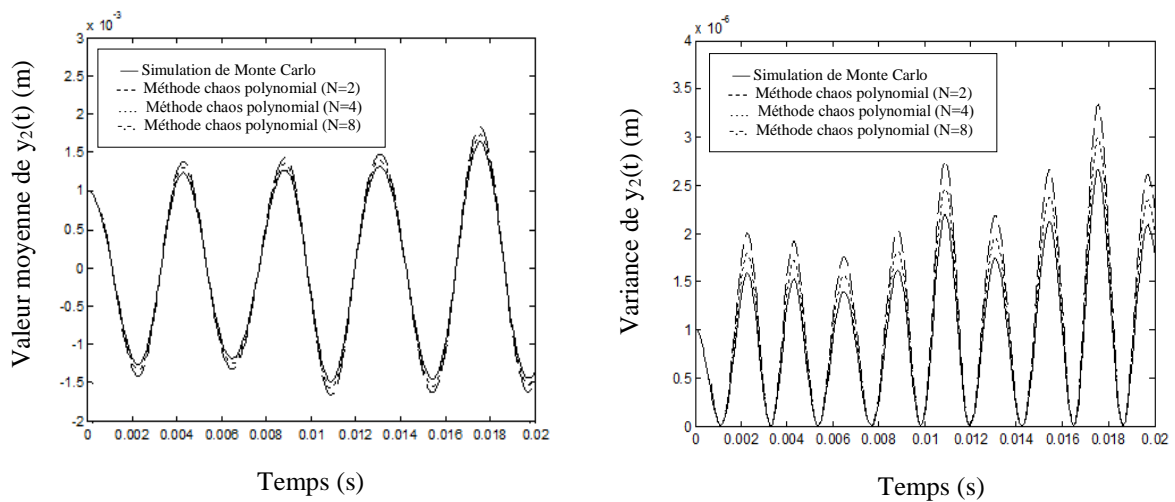 x 10⁻³
3
2.5
2
1.5
1
0.5
0
-0.5
-1
-1.5
-2
Simulation de Monte Carlo
Méthode chaos polynomial (N=2)
Méthode chaos polynomial (N=4)
Méthode chaos polynomial (N=8)
Valeur moyenne de y₂(t) (m)
0 0.002 0.004 0.006 0.008 0.01 0.012 0.014 0.016 0.018 0.02
Temps (s)
x 10⁻⁶
4
3.5
3
2.5
2
1.5
1
0.5
0
Simulation de Monte Carlo
Méthode chaos polynomial (N=2)
Méthode chaos polynomial (N=4)
Méthode chaos polynomial (N=8)
Variance de y₂(t) (m)
0 0.002 0.004 0.006 0.008 0.01 0.012 0.014 0.016 0.018 0.02
Temps (s)